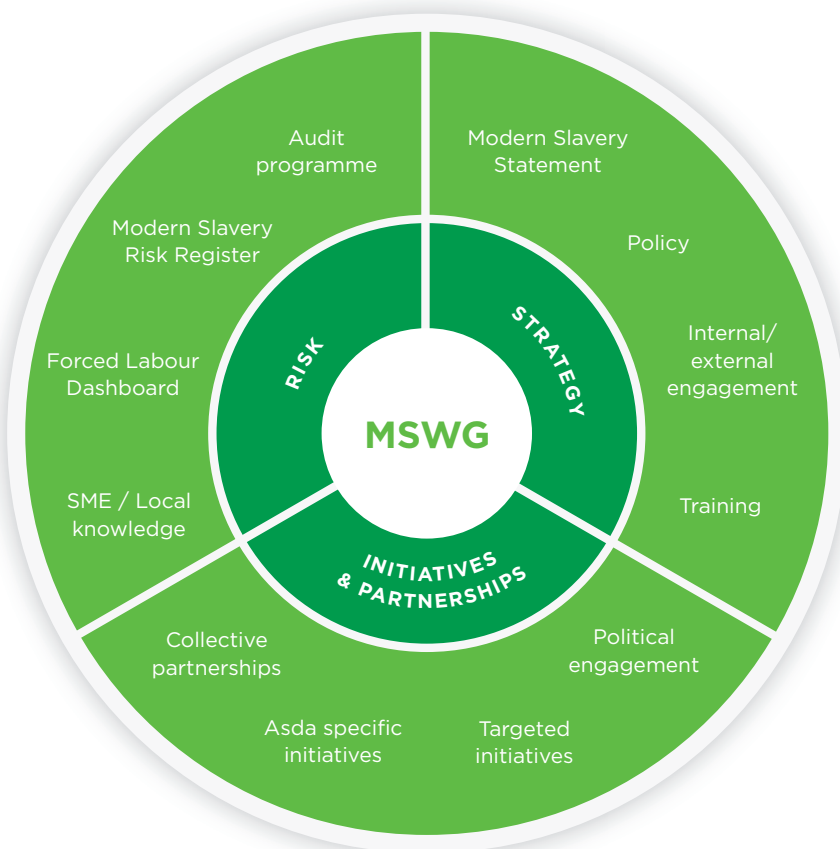 MSWG
STRATEGY
Modern Slavery
Statement
Policy
Internal/
external
engagement
Training
INITIATIVES
& PARTNERSHIPS
Political
engagement
Targeted
initiatives
Asda specific
initiatives
Collective
partnerships
RISK
SME / Local
knowledge
Forced Labour
Dashboard
Modern Slavery
Risk Register
Audit
programme